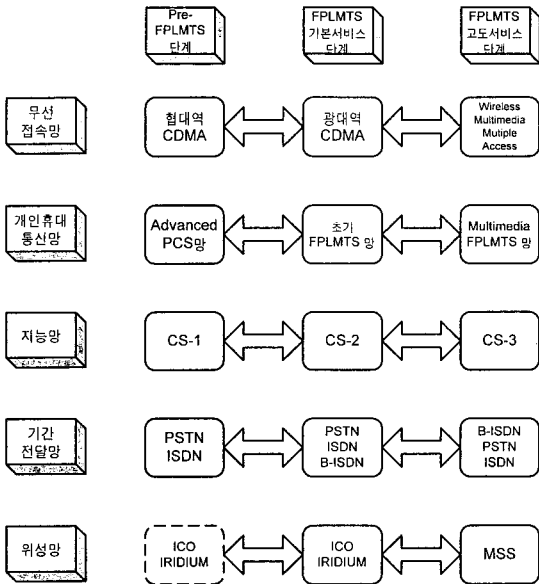 Pre-
FPLMTS
단계
FPLMTS
기본서비스
단계
FPLMTS
고도서비스
단계
무선
접속망
협대역
CDMA
광대역
CDMA
Wireless
Multimedia
Mutiple
Access
개인휴대
통신망
Advanced
PCS망
초기
FPLMTS 망
Multimedia
FPLMTS 망
지능망
CS-1
CS-2
CS-3
기간
전달망
PSTN
ISDN
PSTN
ISDN
B-ISDN
B-ISDN
PSTN
ISDN
위성망
ICO
IRIDIUM
ICO
IRIDIUM
MSS